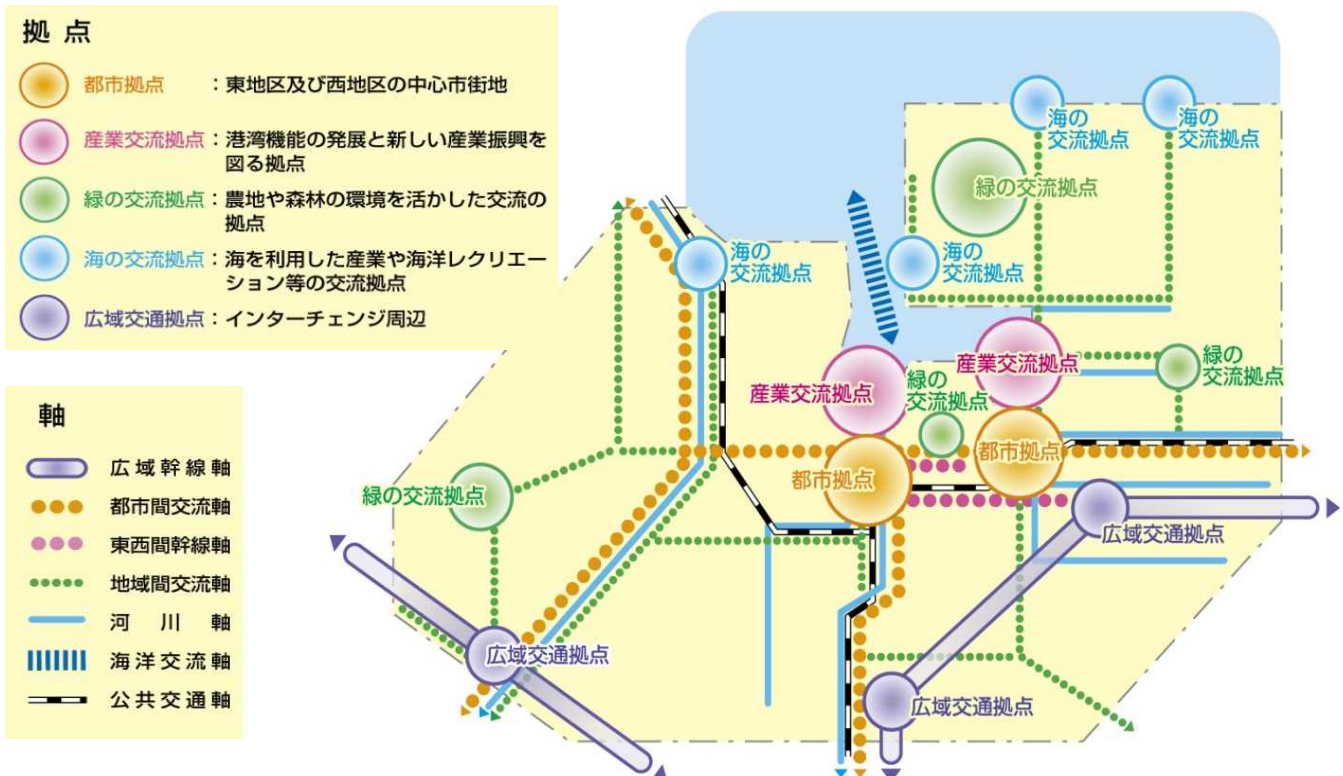 拠点
都市拠点 ：東地区及び西地区の中心市街地
産業交流拠点：港湾機能の発展と新しい産業振興を
図る拠点
緑の交流拠点：農地や森林の環境を活かした交流の
拠点
海の交流拠点：海を利用した産業や海洋レクリエー
ション等の交流拠点
広域交通拠点：インターチェンジ周辺
軸
広域幹線軸
都市間交流軸
東西間幹線軸
地域間交流軸
河川軸
海洋交流軸
公共交通軸
海の
交流拠点
海の
交流拠点
緑の交流拠点
海の
交流拠点
海の
交流拠点
産業交流拠点
産業交流拠点
緑の
交流拠点
緑の
交流拠点
都市拠点
都市拠点
緑の交流拠点
広域交通拠点
広域交通拠点
広域交通拠点